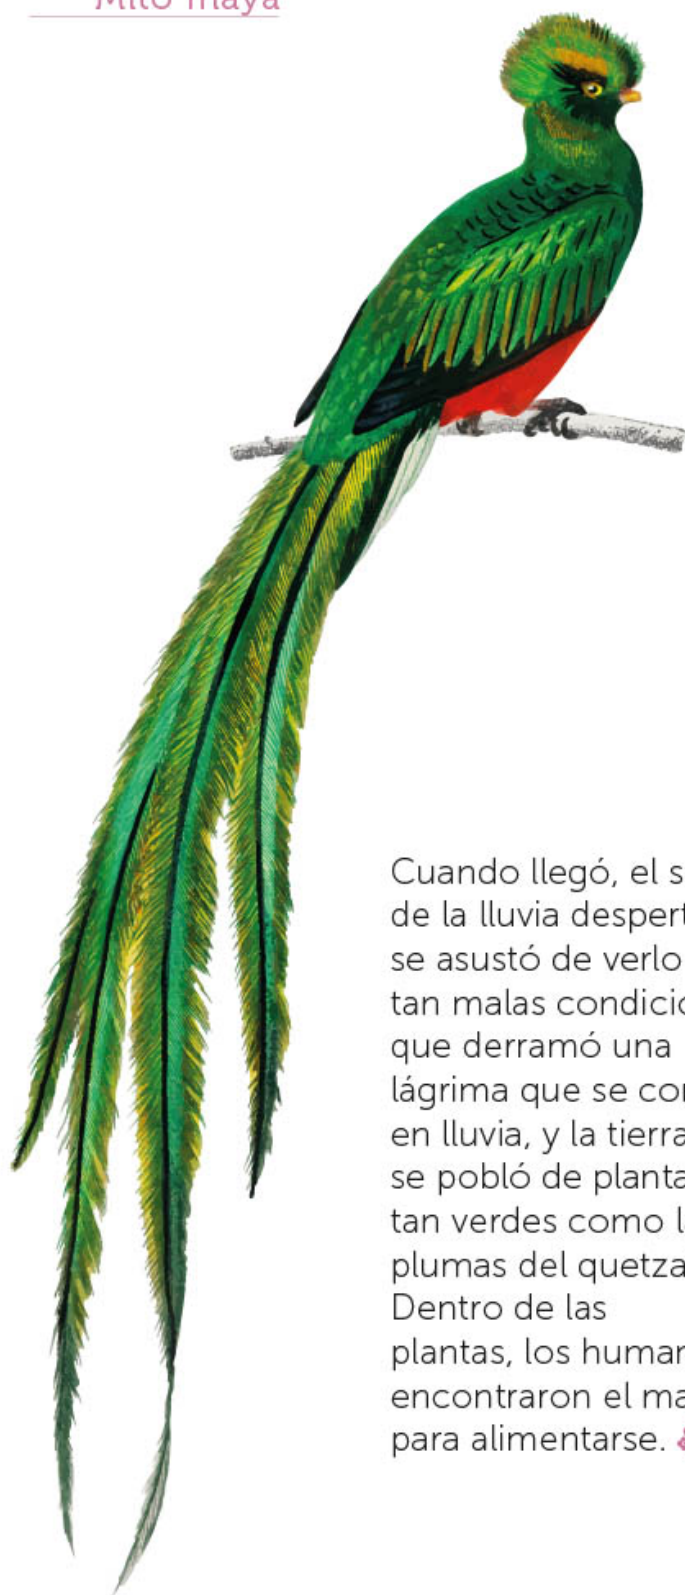 Mito maya
Cuando llegó, el s
de la lluvia despert
se asustó de verlo
tan malas condici
que derramó una
lágrima que se con
en lluvia, y la tierra
se pobló de planta
tan verdes como l
plumas del quetza
Dentro de las
plantas, los human
encontraron el ma
para alimentarse.